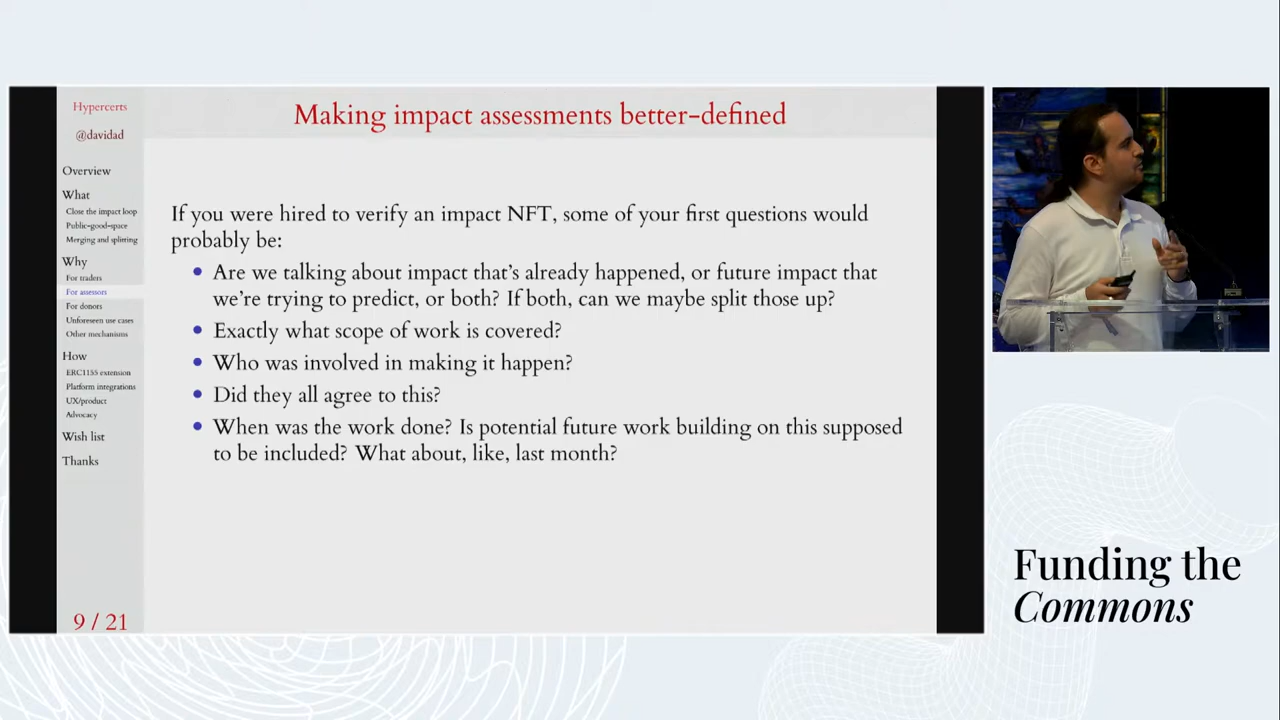 Hypercerts
@davidad
Overview
What
Close the impact loop
Public-good-space
Merging and splitting
Why
For traders
For assessors
For donors
Unforeseen use cases
Other mechanisms
How
ERC1155 extension
Platform integrations
UX/product
Advocacy
Wish list
Thanks
9 / 21
Making impact assessments better-defined
If you were hired to verify an impact NFT, some of your first questions would
probably be:
• Are we talking about impact that's already happened, or future impact that
we're trying to predict, or both? If both, can we maybe split those up?
• Exactly what scope of work is covered?
• Who was involved in making it happen?
• Did they all agree to this?
• When was the work done? Is potential future work building on this supposed
to be included? What about, like, last month?
Funding the
Commons